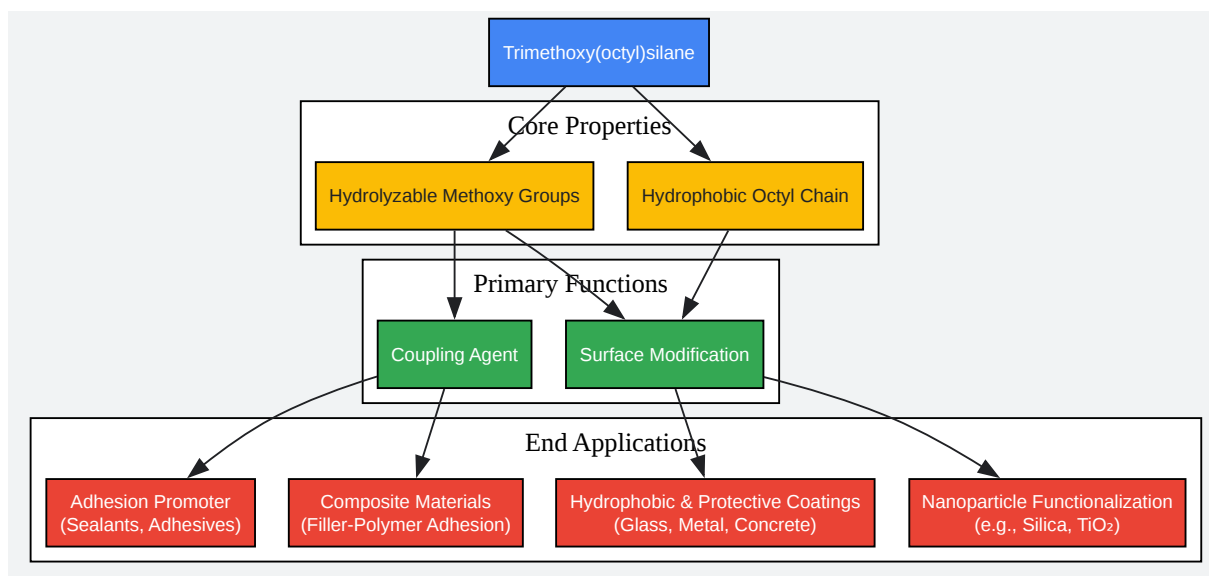 Trimethoxy(octyl)silane
Core Properties
Hydrolyzable Methoxy Groups
Hydrophobic Octyl Chain
Primary Functions
Coupling Agent
Surface Modification
End Applications
Adhesion Promoter
(Sealants, Adhesives)
Composite Materials
(Filler-Polymer Adhesion)
Hydrophobic & Protective Coatings
(Glass, Metal, Concrete)
Nanoparticle Functionalization
(e.g., Silica, TiO₂)